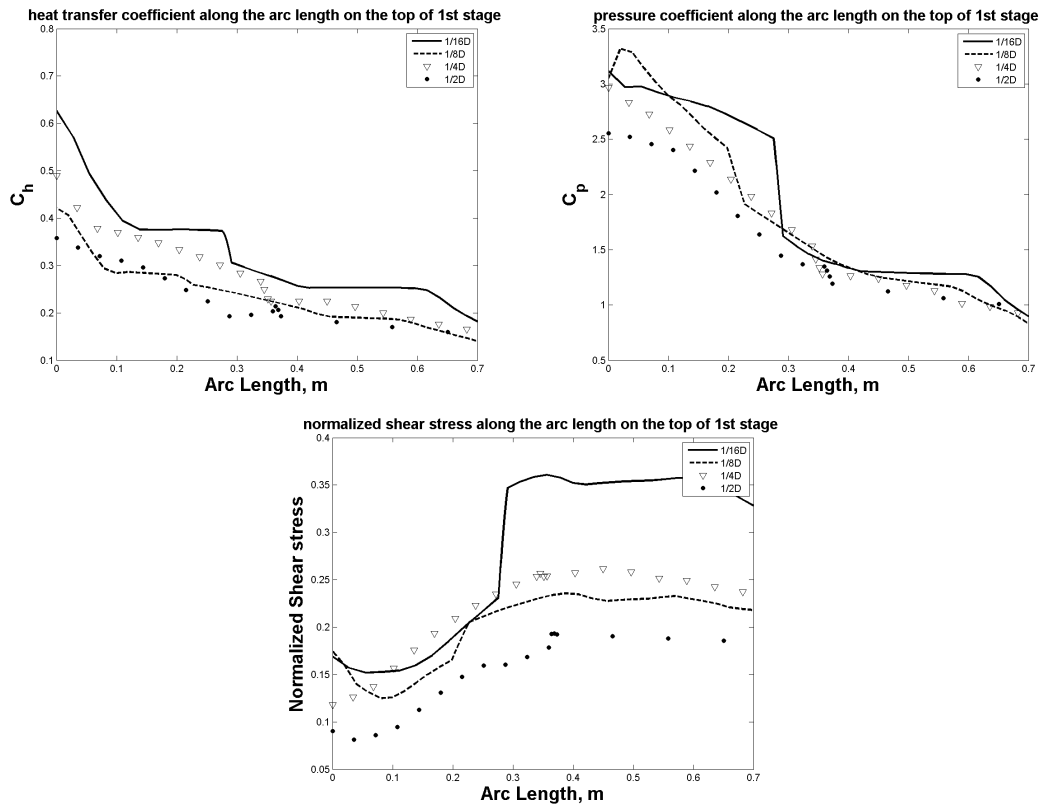 heat transfer coefficient along the arc length on the top of 1st stage
0.8
0.7
0.6
0.5
0.4
0.3
0.2
0.1
0
0.1
0.2
0.3
0.4
0.5
0.6
0.7
Ch
Arc Length, m
1/16D
1/8D
1/4D
1/2D
pressure coefficient along the arc length on the top of 1st stage
3.5
3
2.5
2
1.5
1
0.5
0
0.1
0.2
0.3
0.4
0.5
0.6
0.7
Cp
Arc Length, m
1/16D
1/8D
1/4D
1/2D
normalized shear stress along the arc length on the top of 1st stage
0.4
0.35
0.3
0.25
0.2
0.15
0.1
0.05
0
0.1
0.2
0.3
0.4
0.5
0.6
0.7
Normalized Shear stress
Arc Length, m
1/16D
1/8D
1/4D
1/2D